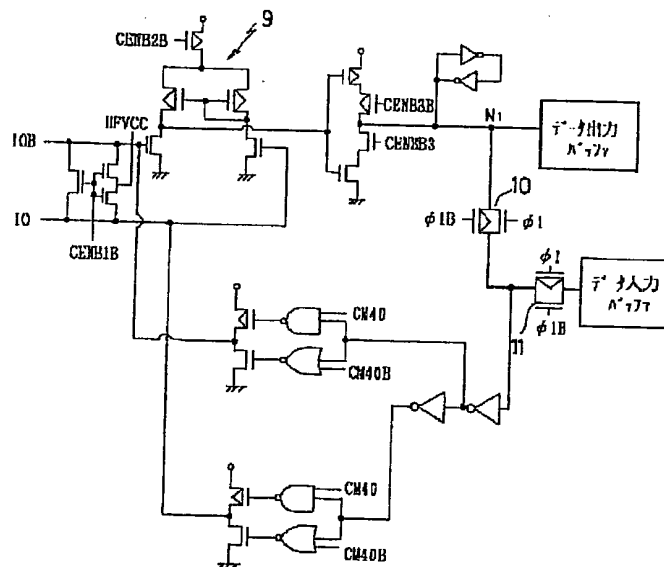 9
CENB2B
HFVCC
IOB
IO
CENB1B
CENB3B
CENB3
N1
データ出力
バッファ
10
φ1B
φ1
φ1
データ入力
バッファ
φ1B
11
CM40
CM40B
CM40
CM40B